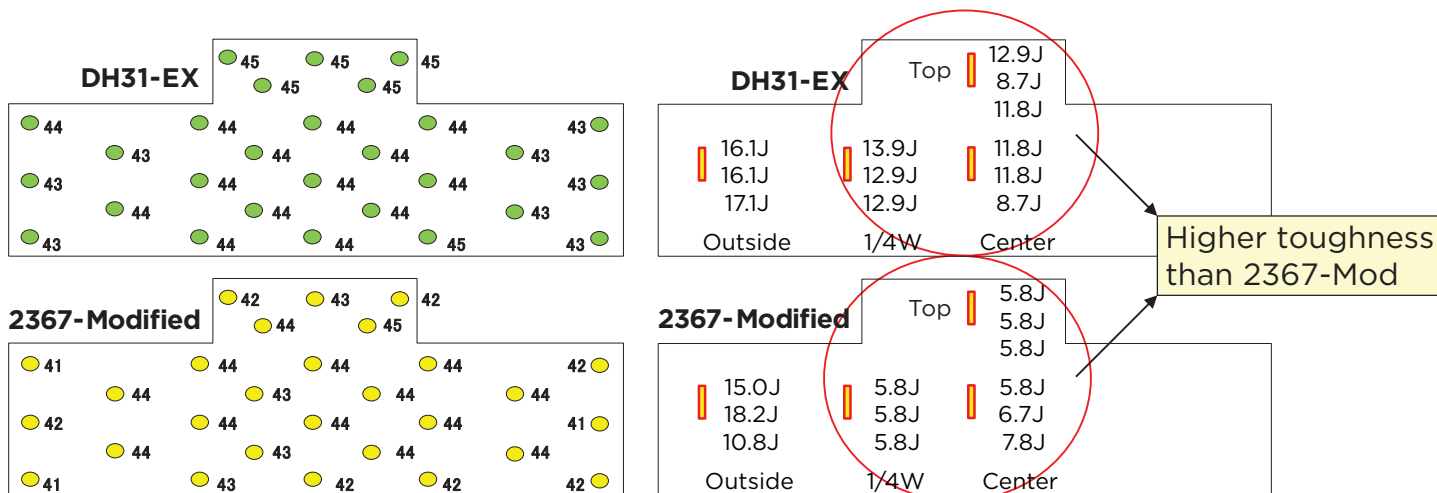 DH31-EX
45 45 45
45 45
44 44 44 44 43
43 44 44 43
43 44 44 44 43
44 44 44 43
43 44 44 45 43
2367-Modified
42 43 42
44 45
41 44 44 44 42
44 43 44 44
42 44 44 44 41
44 43 44 44
41 43 42 42 42
DH31-EX
Top 12.9J
8.7J
11.8J
16.1J 13.9J 11.8J
16.1J 12.9J 11.8J
17.1J 12.9J 8.7J
Outside 1/4W Center
Higher toughness
than 2367-Mod
2367-Modified
Top 5.8J
5.8J
5.8J
15.0J 5.8J 5.8J
18.2J 5.8J 6.7J
10.8J 5.8J 7.8J
Outside 1/4W Center